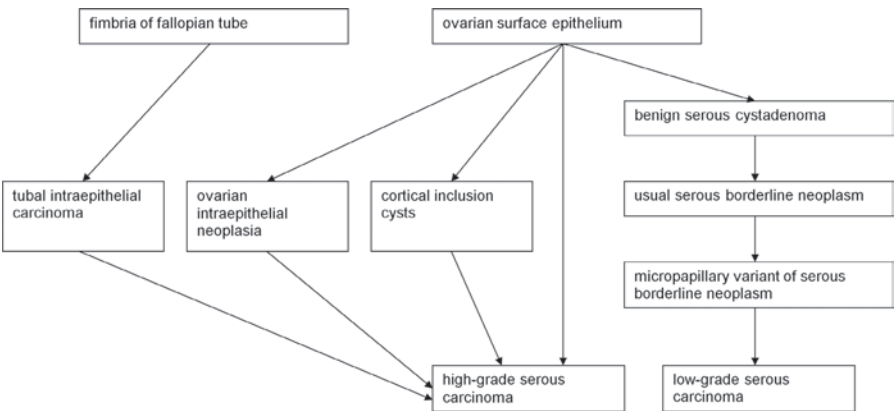 fimbria of fallopian tube
ovarian surface epithelium
benign serous cystadenoma
tubal intraepithelial
carcinoma
ovarian
intraepithelial
neoplasia
cortical inclusion
cysts
usual serous borderline neoplasm
micropapillary variant of serous
borderline neoplasm
high-grade serous
carcinoma
low-grade serous
carcinoma